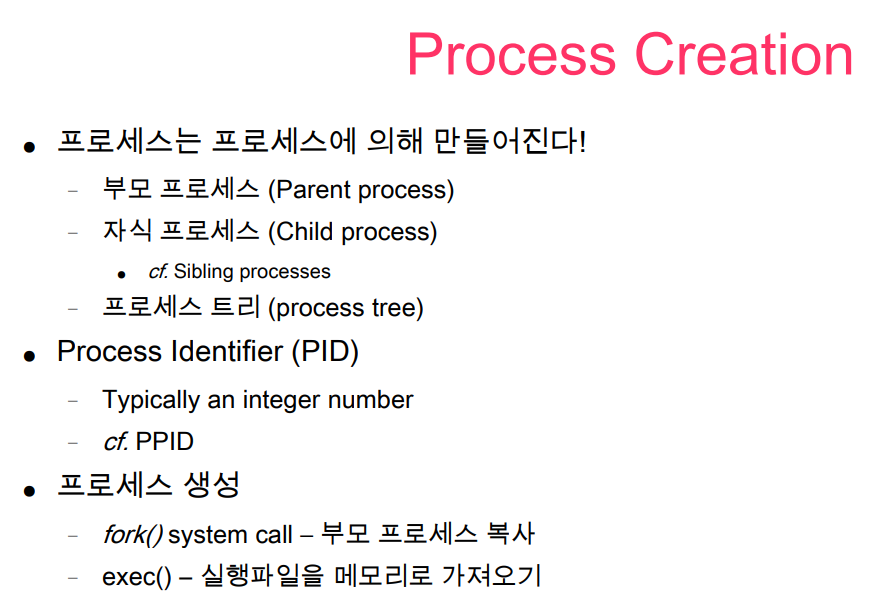 Process Creation
● 프로세스는 프로세스에 의해 만들어진다!
– 부모 프로세스 (Parent process)
– 자식 프로세스 (Child process)
● cf. Sibling processes
– 프로세스 트리 (process tree)
● Process Identifier (PID)
– Typically an integer number
– cf. PPID
● 프로세스 생성
– fork() system call – 부모 프로세스 복사
– exec() – 실행파일을 메모리로 가져오기